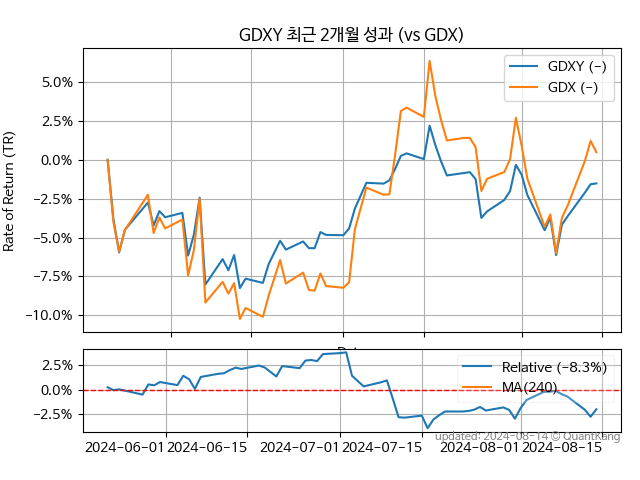 GDXY 최근 2개월 성과 (vs GDX)
Rate of Return (TR)
5.0%
2.5%
0.0%
−2.5%
−5.0%
−7.5%
−10.0%
GDXY (−)
GDX (−)
2.5%
0.0%
−2.5%
Relative (−8.3%)
MA(240)
2024-06-01 2024-06-15 2024-07-01 2024-07-15 2024-08-01 2024-08-15
updated: 2024-08-14 © QuantKang